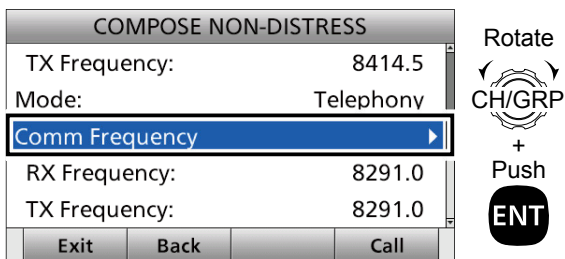 COMPOSE NON-DISTRESS
TX Frequency: 8414.5
Mode: Telephony
Comm Frequency
RX Frequency: 8291.0
TX Frequency: 8291.0
Exit Back Call
Rotate
CH/GRP
+
Push
ENT